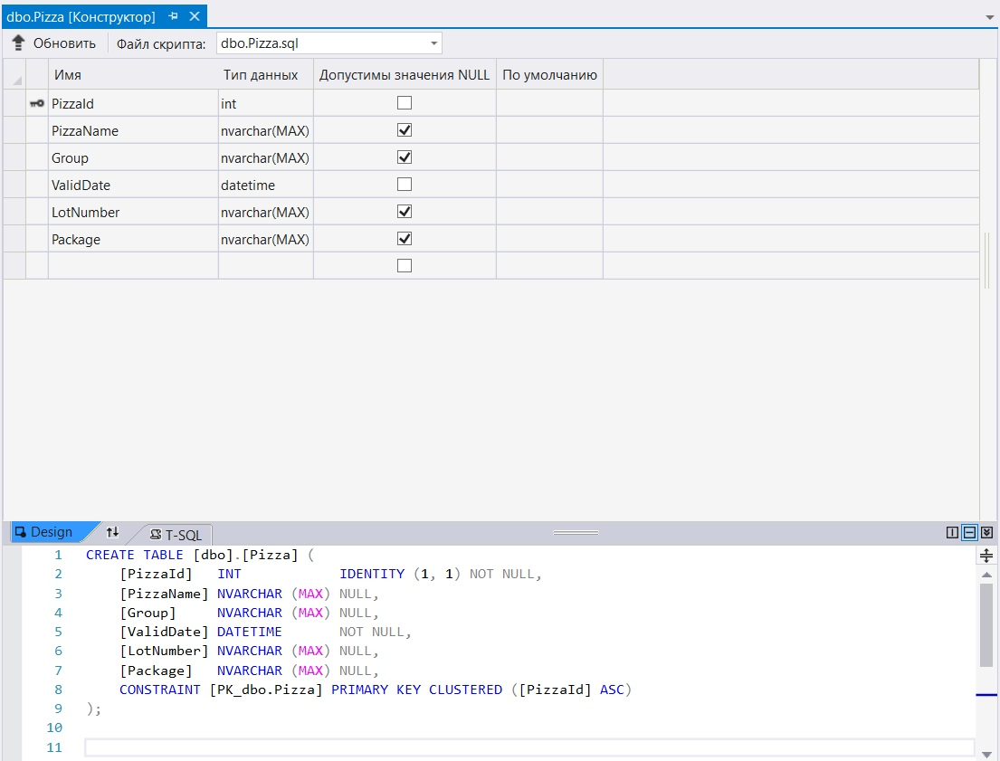 dbo.Pizza [Конструктор]
Обновить Файл скрипта: dbo.Pizza.sql
Имя Тип данных Допустимы значения NULL По умолчанию
PizzaId int
PizzaName nvarchar(MAX)
Group nvarchar(MAX)
ValidDate datetime
LotNumber nvarchar(MAX)
Package nvarchar(MAX)
Design T-SQL
1 CREATE TABLE [dbo].[Pizza] (
2 [PizzaId] INT IDENTITY (1, 1) NOT NULL,
3 [PizzaName] NVARCHAR (MAX) NULL,
4 [Group] NVARCHAR (MAX) NULL,
5 [ValidDate] DATETIME NOT NULL,
6 [LotNumber] NVARCHAR (MAX) NULL,
7 [Package] NVARCHAR (MAX) NULL,
8 CONSTRAINT [PK_dbo.Pizza] PRIMARY KEY CLUSTERED ([PizzaId] ASC)
9 );
10
11